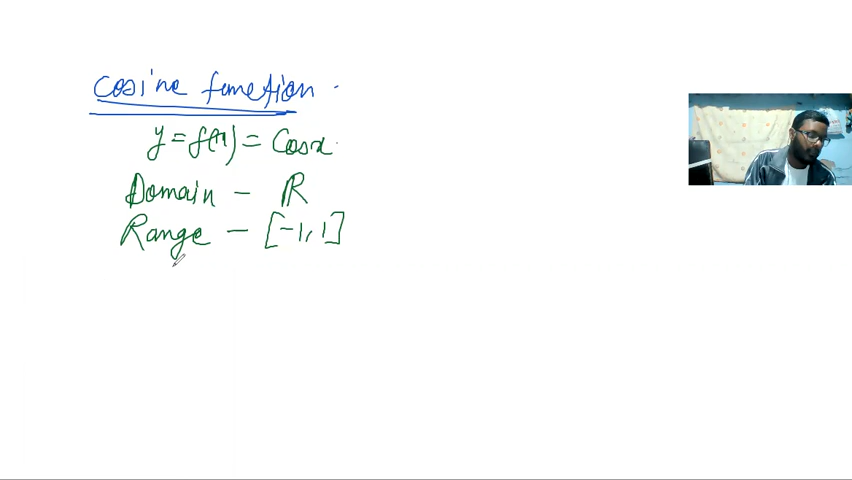 Cosine function
y = f(x) = Cosx
Domain - ℝ
Range - [-1, 1]